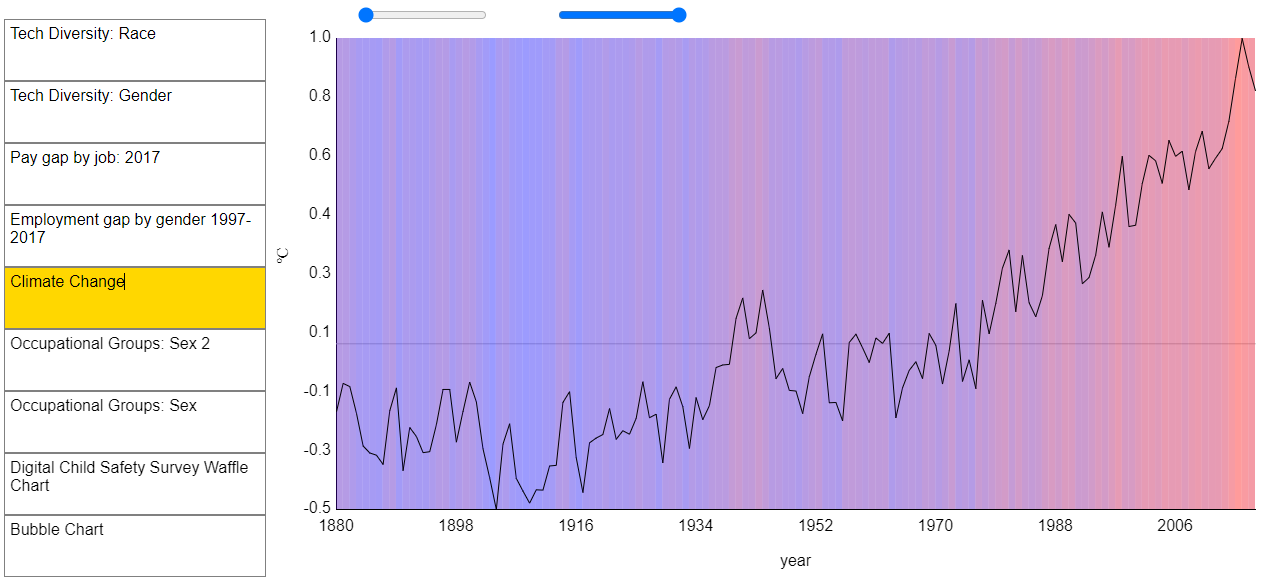 Tech Diversity: Race
Tech Diversity: Gender
Pay gap by job: 2017
Employment gap by gender 1997-
2017
Climate Change
Occupational Groups: Sex 2
Occupational Groups: Sex
Digital Child Safety Survey Waffle
Chart
Bubble Chart
1.0
0.8
0.6
0.4
0.3
0.1
-0.1
-0.3
-0.5
°C
1880 1898 1916 1934 1952 1970 1988 2006
year